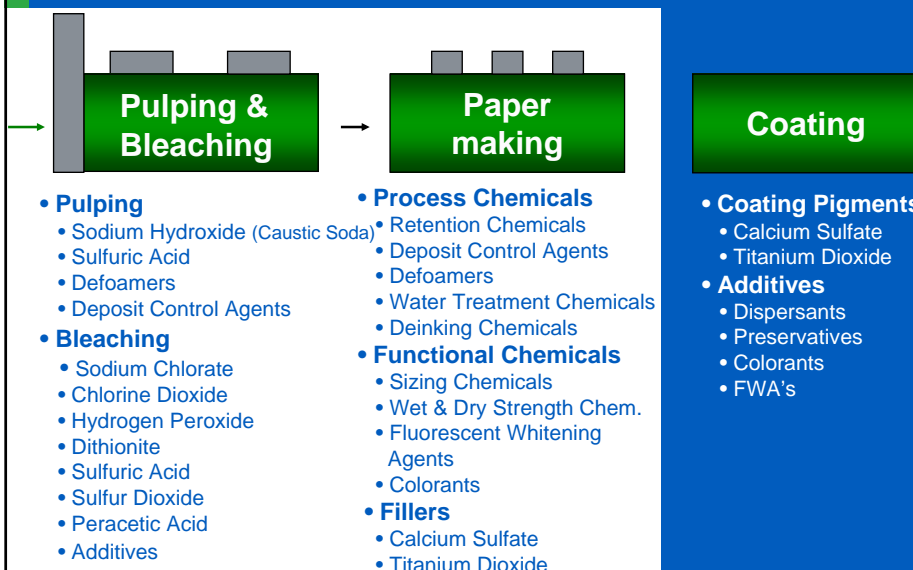 Pulping &
Bleaching
• Pulping
• Sodium Hydroxide (Caustic Soda)
• Sulfuric Acid
• Defoamers
• Deposit Control Agents
• Bleaching
• Sodium Chlorate
• Chlorine Dioxide
• Hydrogen Peroxide
• Dithionite
• Sulfuric Acid
• Sulfur Dioxide
• Peracetic Acid
• Additives
Paper
making
• Process Chemicals
• Retention Chemicals
• Deposit Control Agents
• Defoamers
• Water Treatment Chemicals
• Deinking Chemicals
• Functional Chemicals
• Sizing Chemicals
• Wet & Dry Strength Chem.
• Fluorescent Whitening
Agents
• Colorants
• Fillers
• Calcium Sulfate
• Titanium Dioxide
Coating
• Coating Pigments
• Calcium Sulfate
• Titanium Dioxide
• Additives
• Dispersants
• Preservatives
• Colorants
• FWA's